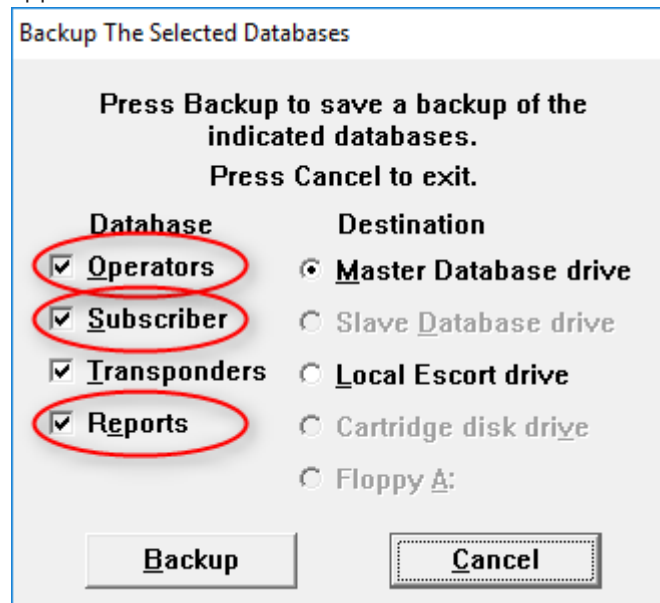 Backup The Selected Databases
Press Backup to save a backup of the
indicated databases.
Press Cancel to exit.
Database Destination
Operators Master Database drive
Subscriber Slave Database drive
Transponders Local Escort drive
Reports Cartridge disk drive
Floppy A:
Backup Cancel